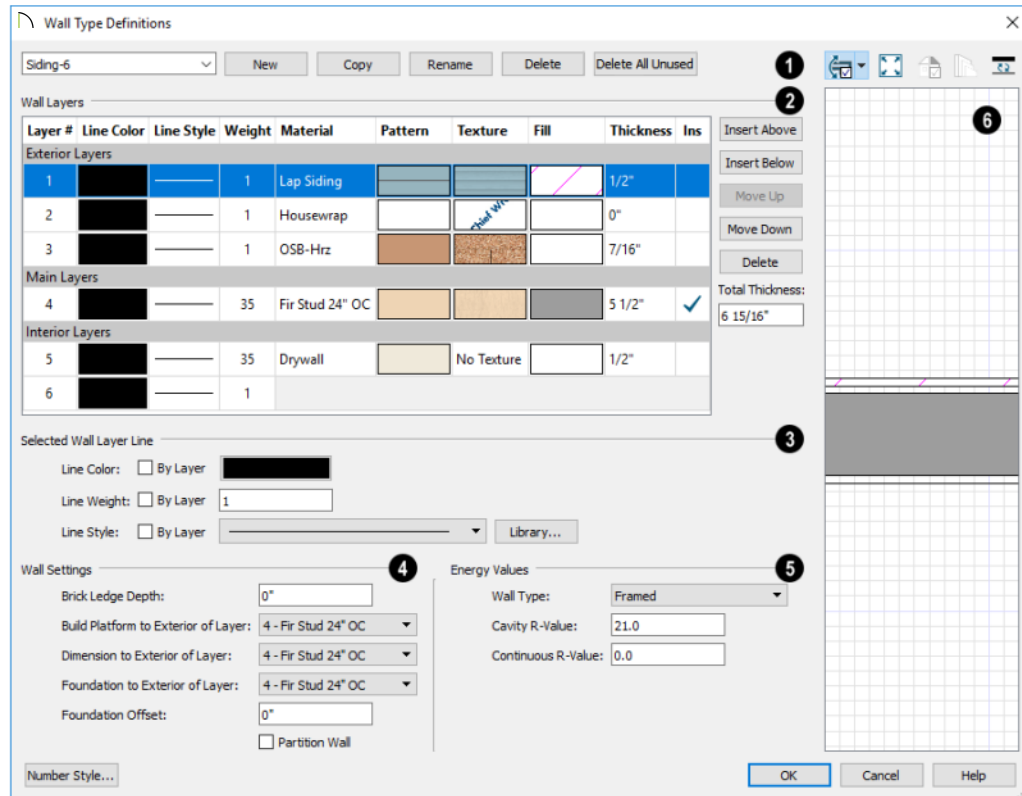 Wall Type Definitions
Siding-6 New Copy Rename Delete Delete All Unused 1
Wall Layers 2
Layer # Line Color Line Style Weight Material Pattern Texture Fill Thickness Ins
Exterior Layers
1 1 Lap Siding 1/2"
2 1 Housewrap 0"
3 1 OSB-Hrz 7/16"
Main Layers
4 35 Fir Stud 24" OC 5 1/2"
Interior Layers
5 35 Drywall No Texture 1/2"
6 1
Insert Above
Insert Below
Move Up
Move Down
Delete
Total Thickness:
6 15/16"
6
Selected Wall Layer Line 3
Line Color: By Layer
Line Weight: By Layer 1
Line Style: By Layer Library...
Wall Settings 4
Brick Ledge Depth: 0"
Build Platform to Exterior of Layer: 4 - Fir Stud 24" OC
Dimension to Exterior of Layer: 4 - Fir Stud 24" OC
Foundation to Exterior of Layer: 4 - Fir Stud 24" OC
Foundation Offset: 0"
Partition Wall
Energy Values 5
Wall Type: Framed
Cavity R-Value: 21.0
Continuous R-Value: 0.0
Number Style... OK Cancel Help